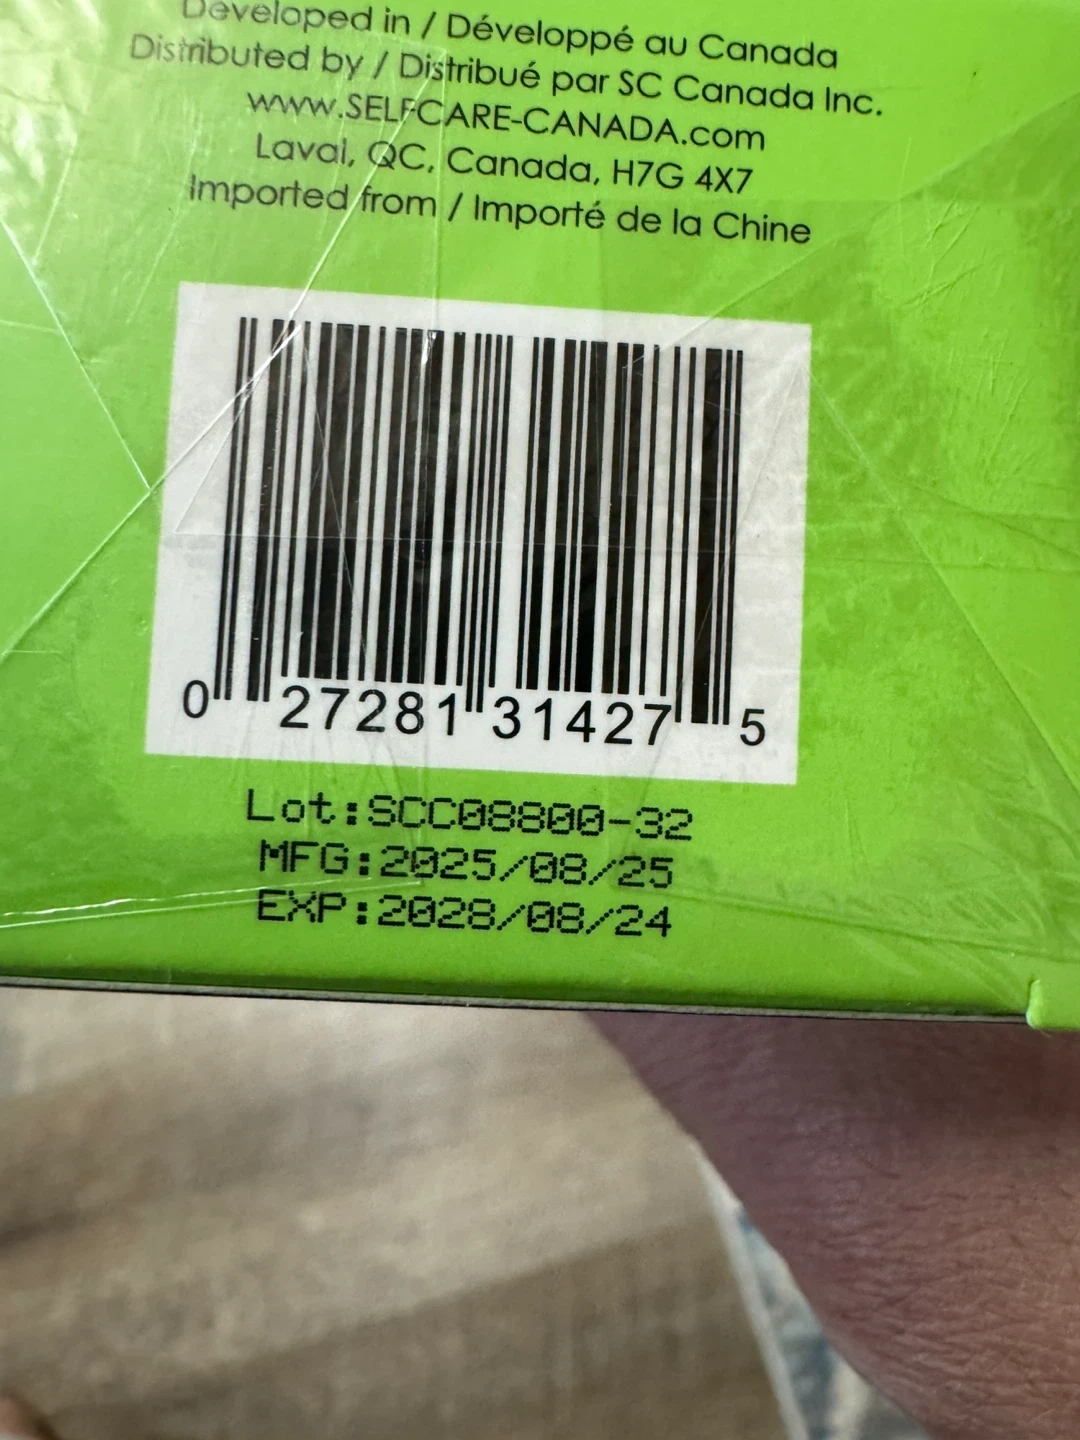 Developed in / Développé au Canada
Distributed by / Distribué par SC Canada Inc.
www.SELFCARE-CANADA.com
Laval, QC, Canada, H7G 4X7
Imported from / Importé de la Chine
0 27281 31427 5
Lot:SCC08800-32
MFG:2025/08/25
EXP:2028/08/24